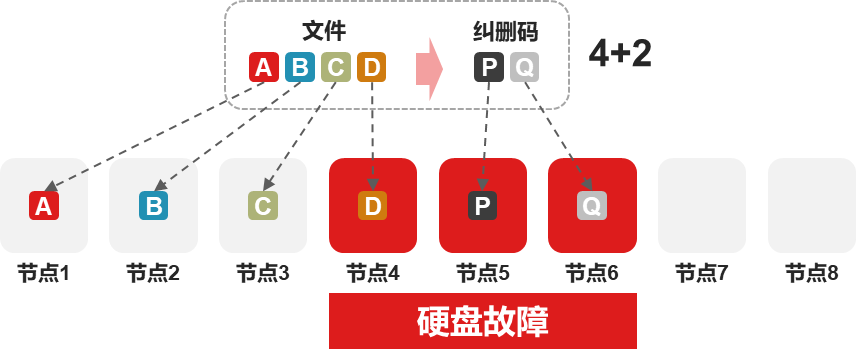 文件 纠删码
A B C D P Q 4+2
A B C D P Q
节点1 节点2 节点3 节点4 节点5 节点6 节点7 节点8
硬盘故障